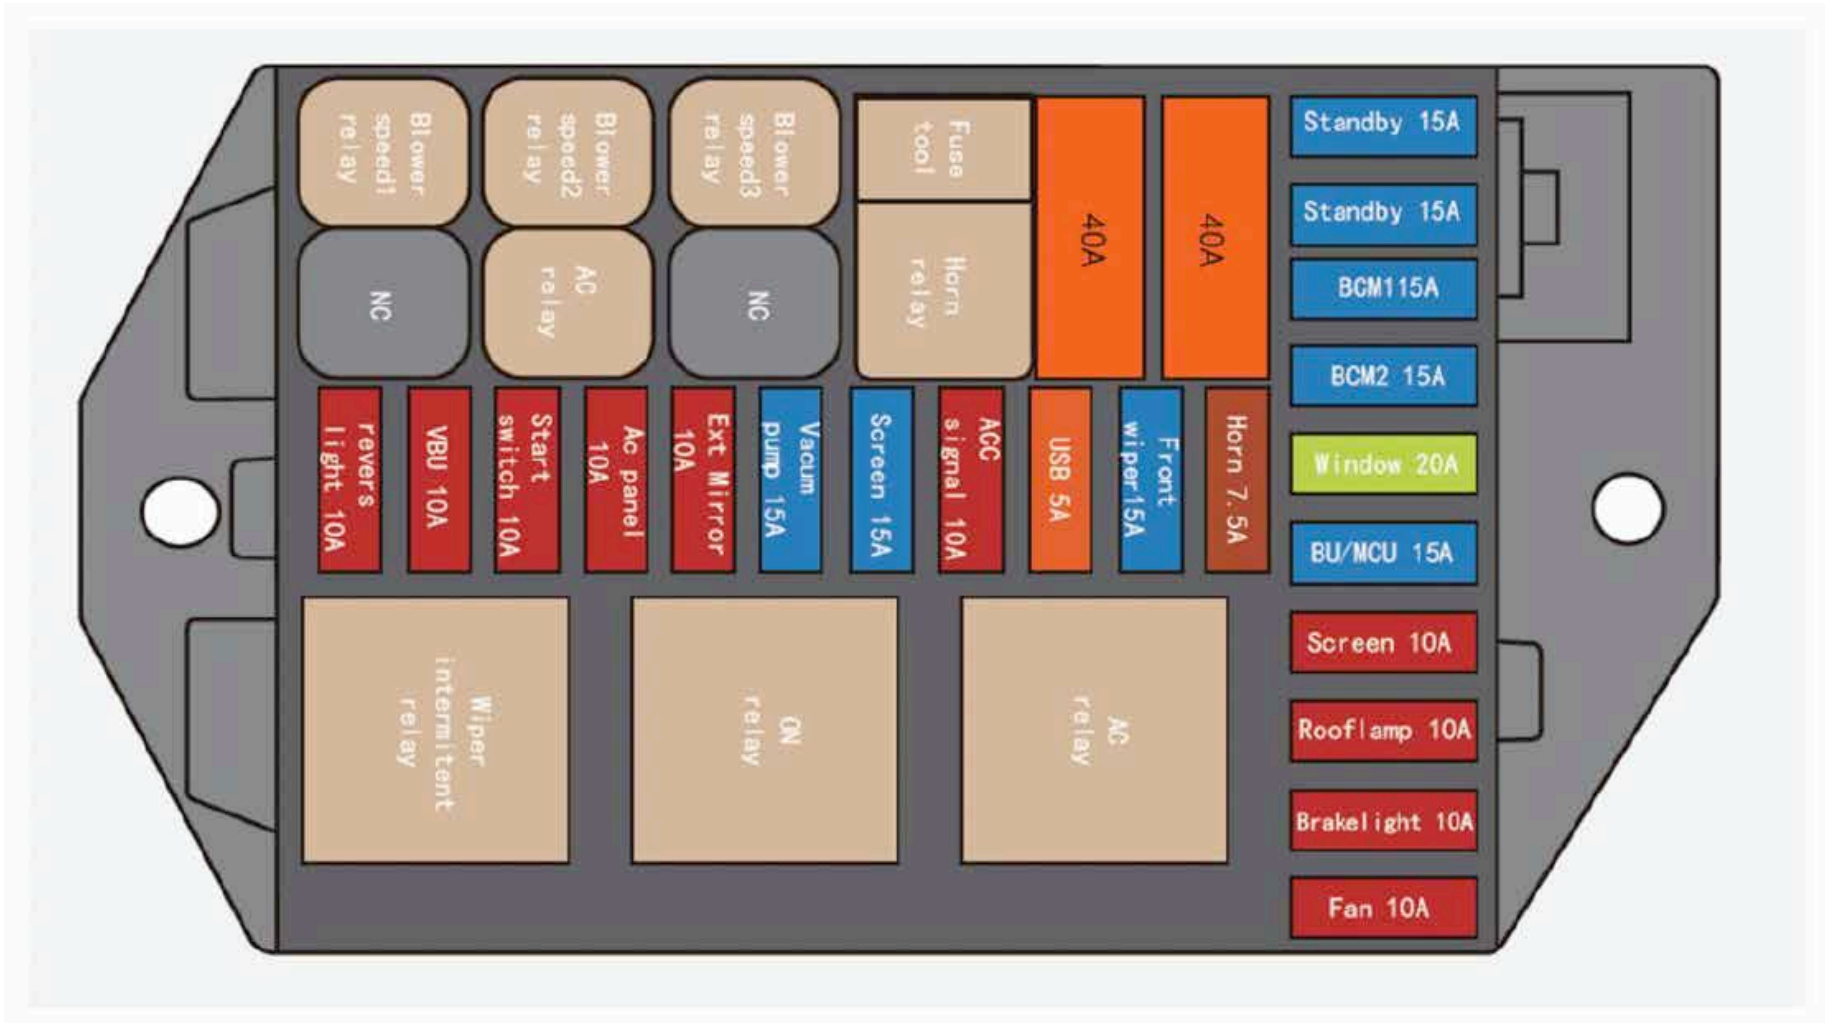 Blower
speed1
relay
Blower
speed2
relay
Blower
speed3
relay
Fuse
tool
40A
40A
Standby 15A
Standby 15A
NC
AC
relay
NC
Horn
relay
BCM115A
BCM2 15A
revers
light 10A
VBU 10A
Start
switch 10A
Ac panel
10A
Ext Mirror
10A
Vacum
pump 15A
Screen 15A
ACC
signal 10A
USB 5A
Front
wiper15A
Horn 7.5A
Window 20A
BU/MCU 15A
Wiper
intermitent
relay
ON
relay
AC
relay
Screen 10A
Rooflamp 10A
Brakelight 10A
Fan 10A